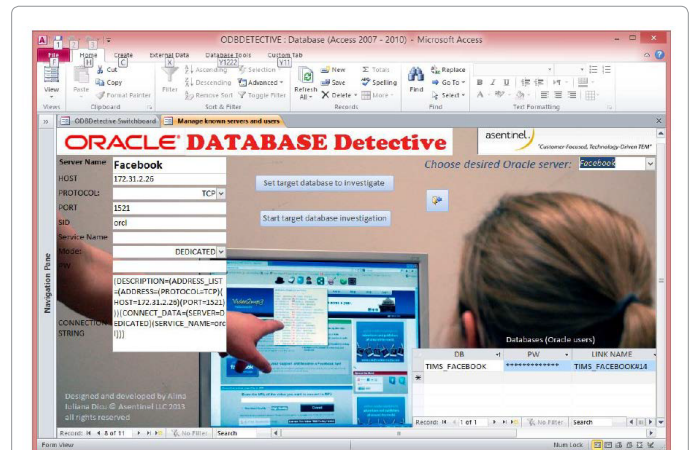 ODBDETECTIVE : Database (Access 2007 - 2010) - Microsoft Access
1 2 3
File Home Create External Data Database Tools Custom Tab
F H C X Y1222 Y11
View
Paste
Cut
Copy
Format Painter
Filter
Ascending
Descending
Remove Sort
Selection
Advanced
Toggle Filter
Refresh All
New
Save
Delete
Totals
Spelling
More
Find
Replace
Go To
Select
B I U
Views Clipboard Sort & Filter Records Find Text Formatting
ODBDetective Switchboard Manage known servers and users
ORACLE DATABASE Detective
asentinel.
"Customer-Focused, Technology-Driven TEM"
Server Name Facebook
Choose desired Oracle server: Facebook
HOST 172.31.2.26
PROTOCOL: TCP
PORT 1521
SID orcl
Service Name
Mode: DEDICATED
PW
Set target database to investigate
Start target database investigation
CONNECTION STRING
(DESCRIPTION=(ADDRESS_LIST
=(ADDRESS=(PROTOCOL=TCP)(
HOST=172.31.2.26)(PORT=1521)
))(CONNECT_DATA=(SERVER=D
EDICATED)(SERVICE_NAME=orc
l)))
Navigation Pane
Databases (Oracle users)
DB PW LINK NAME
TIMS_FACEBOOK ************* TIMS_FACEBOOK#14
Designed and developed by Alina
Iuliana Dicu © Asentinel LLC 2013
all rights reserved
Record: 1 of 1 No Filter Search
Record: 8 of 11 No Filter Search
Form View Num Lock